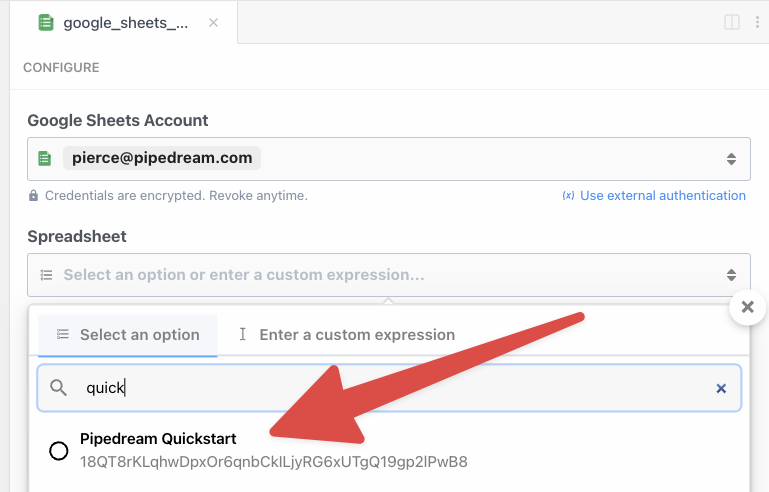 google_sheets_...
CONFIGURE
Google Sheets Account
pierce@pipedream.com
Credentials are encrypted. Revoke anytime.
(x) Use external authentication
Spreadsheet
Select an option or enter a custom expression...
Select an option
Enter a custom expression
quick
Pipedream Quickstart
18QT8rKLqhwDpxOr6qnbCkILjyRG6xUTgQ19gp2lPwB8